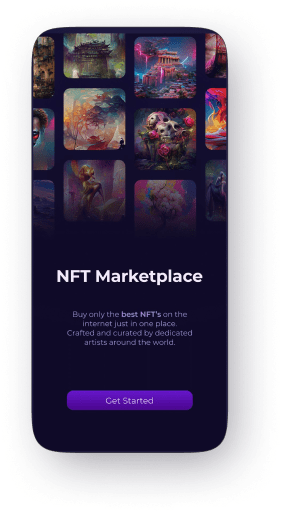 NFT Marketplace
Buy only the best NFT's on the
internet just in one place.
Crafted and curated by dedicated
artists around the world.
Get Started